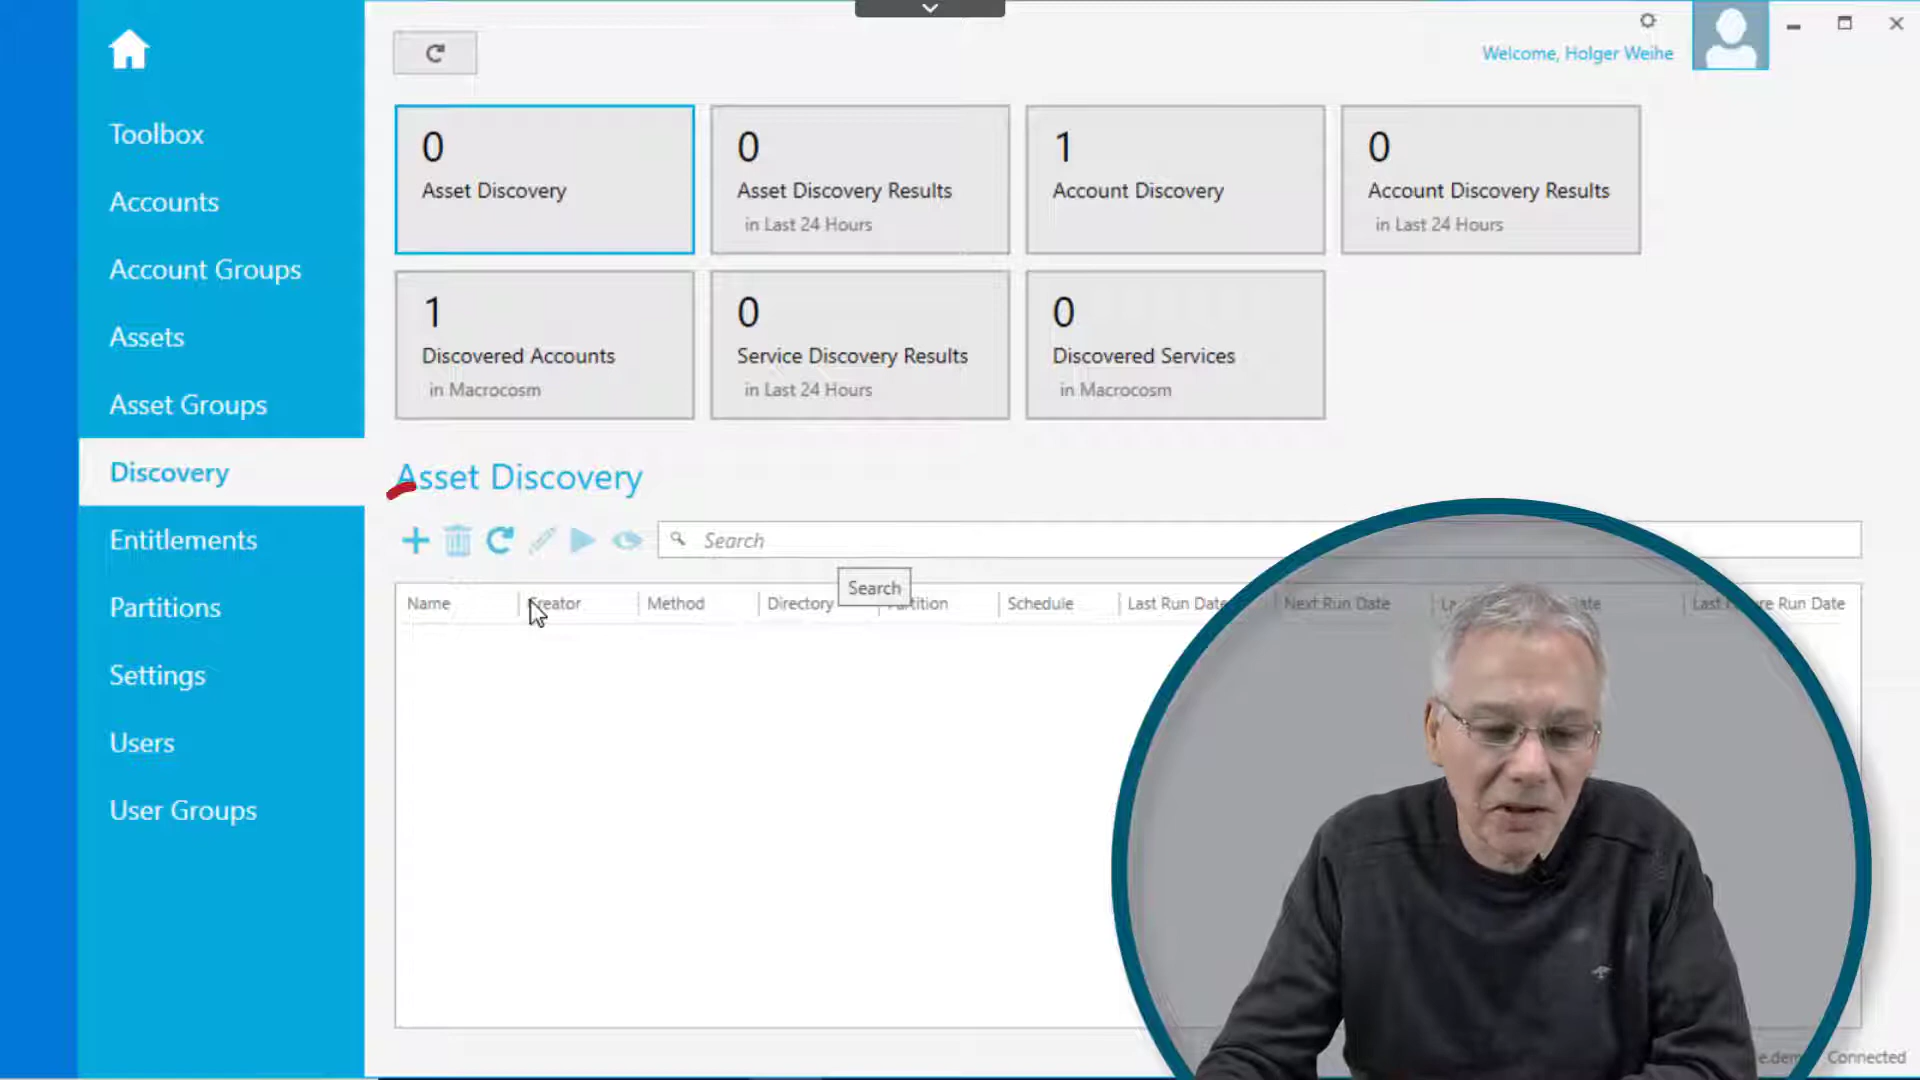 Welcome, Holger Weihe
Toolbox
Accounts
Account Groups
Assets
Asset Groups
Discovery
Entitlements
Partitions
Settings
Users
User Groups
0
Asset Discovery
0
Asset Discovery Results
in Last 24 Hours
1
Account Discovery
0
Account Discovery Results
in Last 24 Hours
1
Discovered Accounts
in Macrocosm
0
Service Discovery Results
in Last 24 Hours
0
Discovered Services
in Macrocosm
Asset Discovery
Search
Search
Name Creator Method Directory Schedule Last Run Date Next Run Date Run Date
Connected